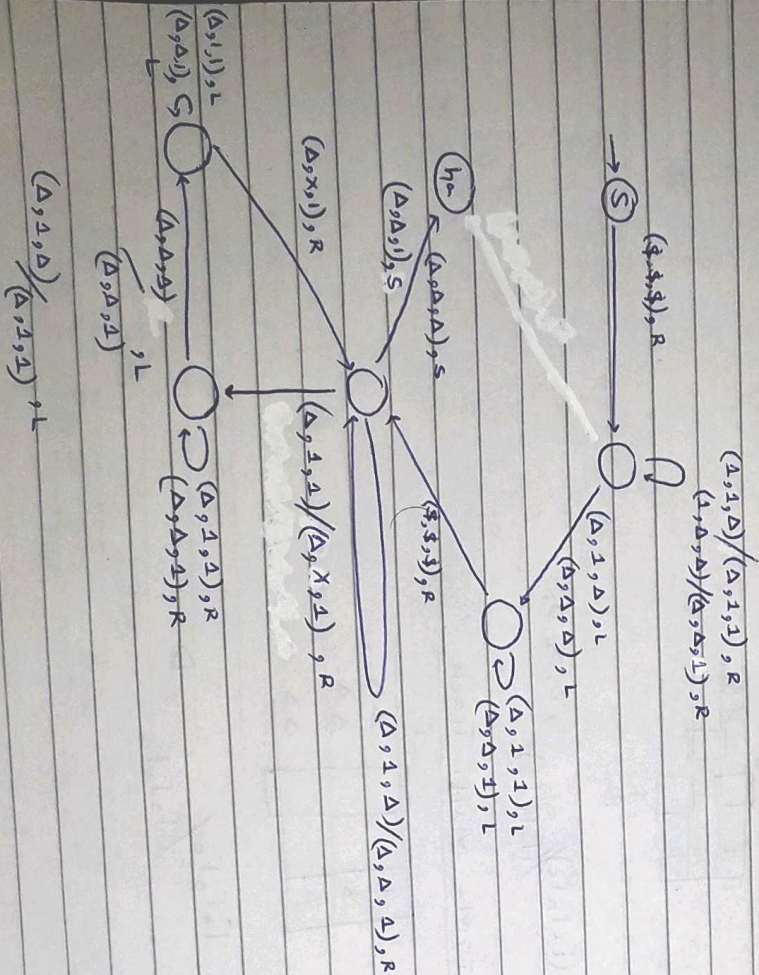 (1,1,Δ)/(Δ,1,1), R
(1,Δ,Δ)/(Δ,Δ,1), R
($,$,$), R
S
(Δ,1,Δ), L
(Δ,Δ,Δ), L
(Δ,1,1), L
(Δ,Δ,1), L
ha
(Δ,Δ,Δ), S
($,$,$), R
(Δ,Δ,1), S
(Δ,1,Δ)/(Δ,Δ,1), R
(Δ,x,1), R
(Δ,1,1)/(Δ,x,1), R
(Δ,1,1), L
(Δ,1,1), R
(Δ,Δ,1), L
(Δ,Δ,Δ)
(Δ,Δ,1), R
(Δ,Δ,1), L
(Δ,1,Δ)/(Δ,1,1), L